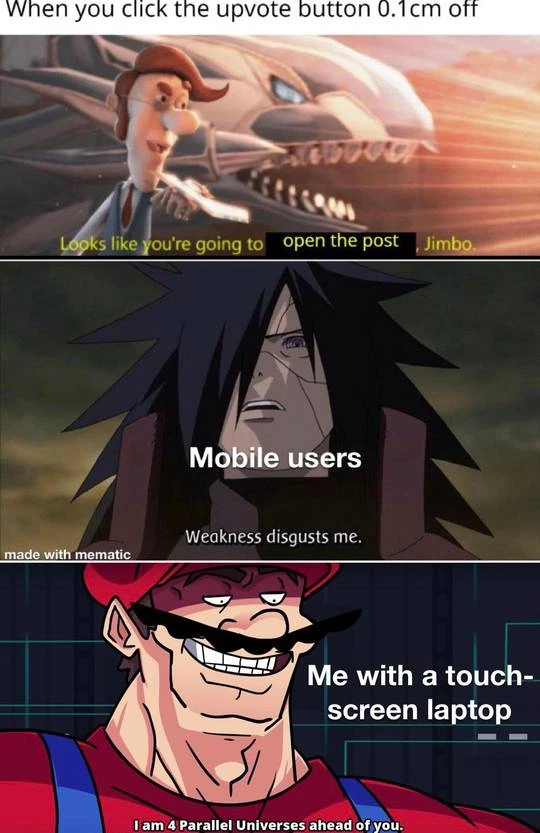 When you click the upvote button 0.1cm off
Looks like you're going to open the post , Jimbo.
Mobile users
Weakness disgusts me.
made with mematic
Me with a touch-
screen laptop
I am 4 Parallel Universes ahead of you.